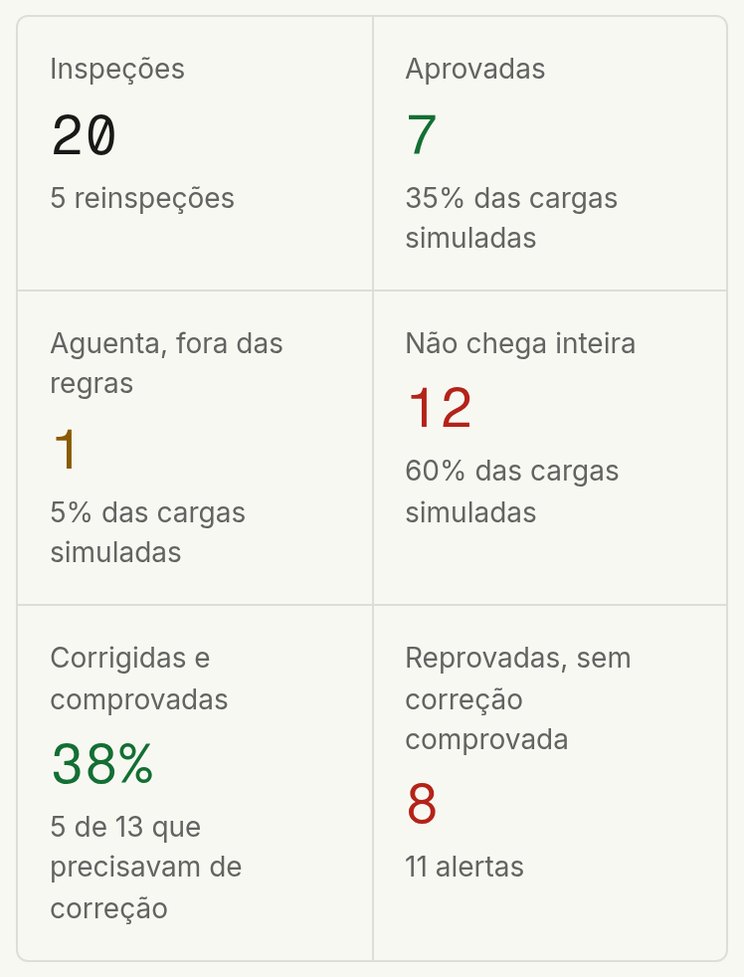 Inspeções
20
5 reinspeções
Aprovadas
7
35% das cargas
simuladas
Aguenta, fora das
regras
1
5% das cargas
simuladas
Não chega inteira
12
60% das cargas
simuladas
Corrigidas e
comprovadas
38%
5 de 13 que
precisavam de
correção
Reprovadas, sem
correção
comprovada
8
11 alertas